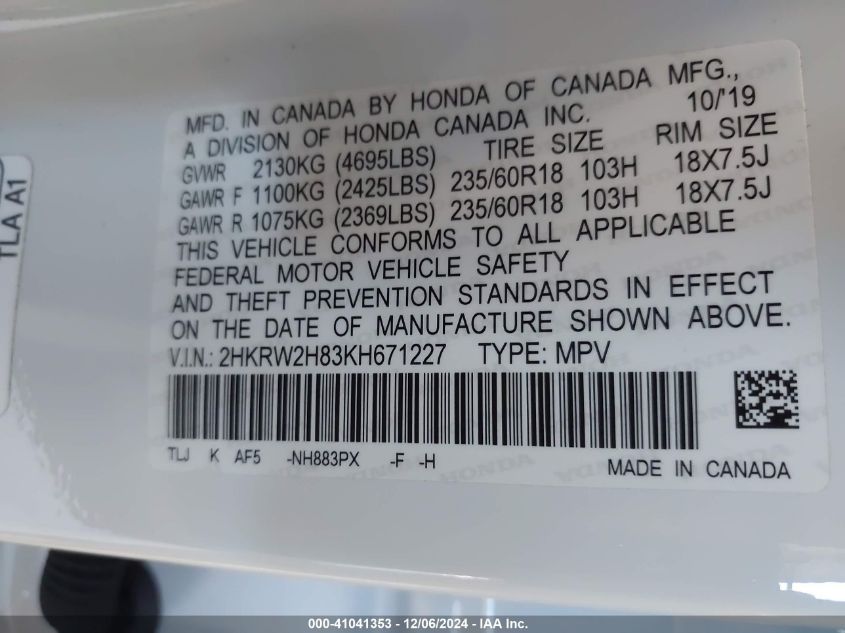 MFD. IN CANADA BY HONDA OF CANADA MFG.,
A DIVISION OF HONDA CANADA INC. 10/'19
GVWR 2130KG (4695LBS) TIRE SIZE RIM SIZE
GAWR F 1100KG (2425LBS) 235/60R18 103H 18X7.5J
GAWR R 1075KG (2369LBS) 235/60R18 103H 18X7.5J
THIS VEHICLE CONFORMS TO ALL APPLICABLE
FEDERAL MOTOR VEHICLE SAFETY
AND THEFT PREVENTION STANDARDS IN EFFECT
ON THE DATE OF MANUFACTURE SHOWN ABOVE.
V.I.N.: 2HKRW2H83KH671227 TYPE: MPV
TLJ K AF5 -NH883PX -F -H MADE IN CANADA
TLA A1
000-41041353 - 12/06/2024 - IAA Inc.